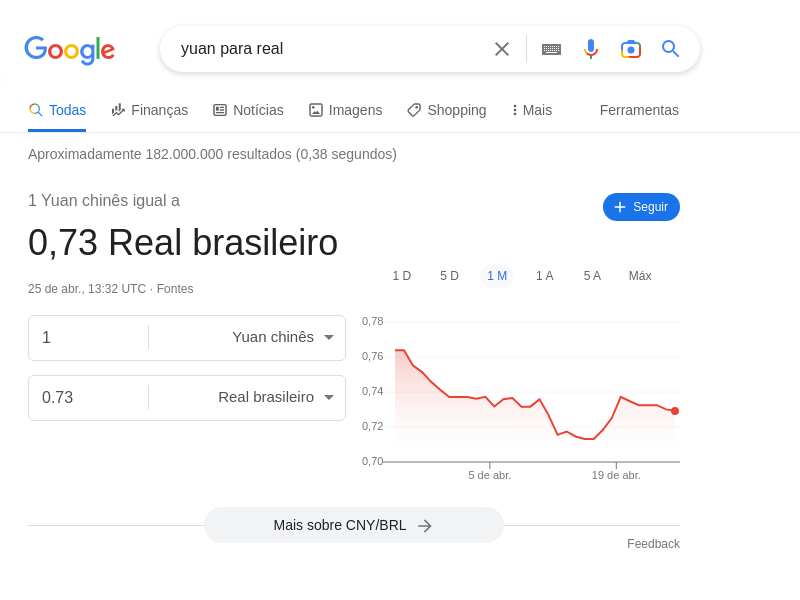 Google
yuan para real
Todas Finanças Notícias Imagens Shopping Mais Ferramentas
Aproximadamente 182.000.000 resultados (0,38 segundos)
1 Yuan chinês igual a
Seguir
0,73 Real brasileiro
1 D 5 D 1 M 1 A 5 A Máx
25 de abr., 13:32 UTC · Fontes
1 Yuan chinês
0.73 Real brasileiro
0,78
0,76
0,74
0,72
0,70
5 de abr. 19 de abr.
Mais sobre CNY/BRL
Feedback